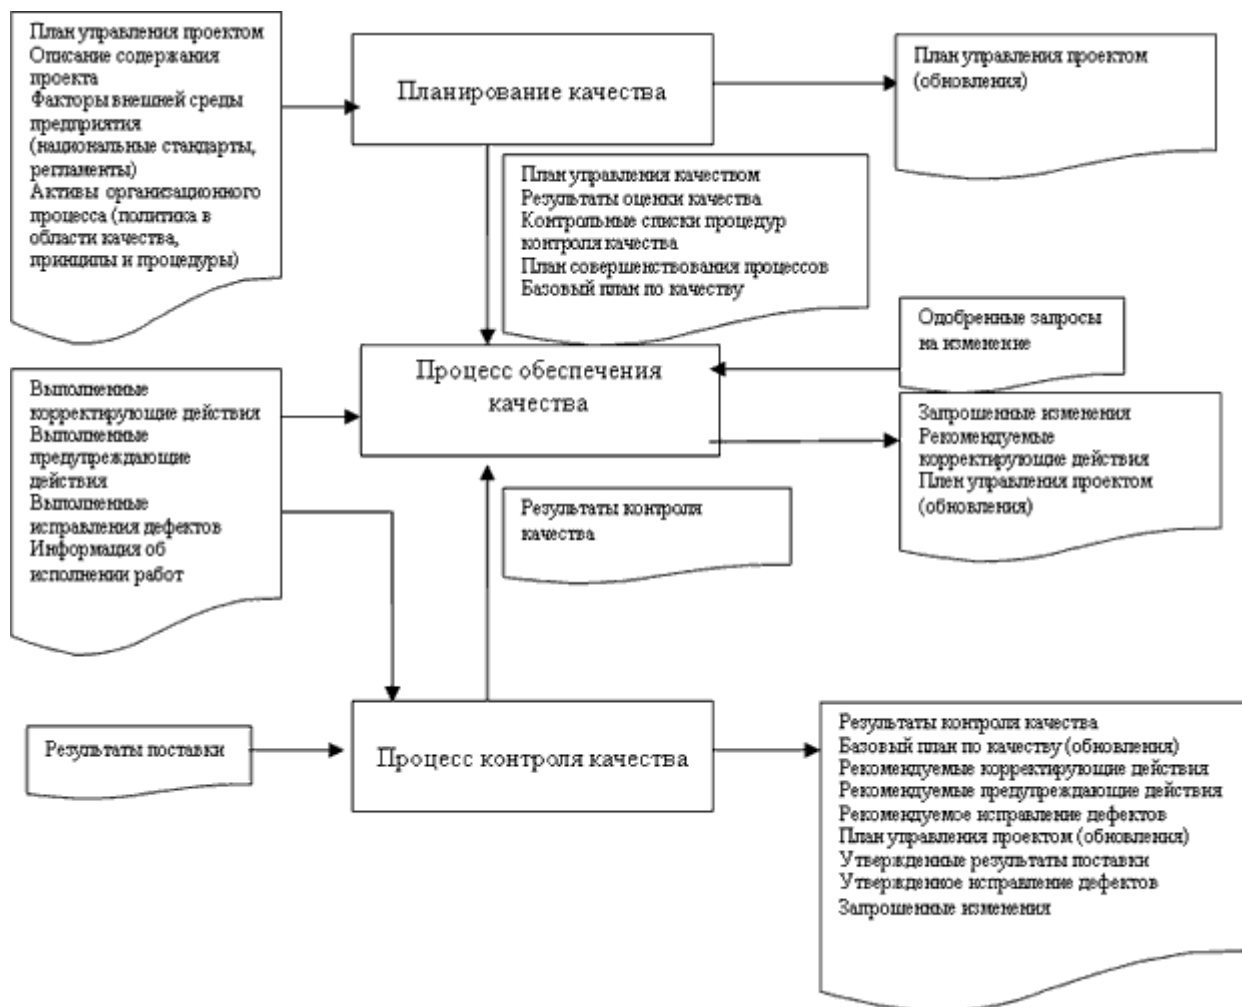 План управления проектом
Описание содержания
проекта
Факторы внешней среды
предприятия
(национальные стандарты,
регламенты)
Активы организационного
процесса (политика в
области качества,
принципы и процедуры)
Планирование качества
План управления проектом
(обновления)
План управления качеством
Результаты оценки качества
Контрольные списки процедур
контроля качества
План совершенствования процессов
Базовый план по качеству
Одобренные запросы
на изменение
Процесс обеспечения
качества
Выполненные
корректирующие действия
Выполненные
предупреждающие
действия
Выполненные
исправления дефектов
Информация об
исполнении работ
Запрошенные изменения
Рекомендуемые
корректирующие действия
Плен управления проектом
(обновления)
Результаты контроля
качества
Результаты поставки
Процесс контроля качества
Результаты контроля качества
Базовый план по качеству (обновления)
Рекомендуемые корректирующие действия
Рекомендуемые предупреждающие действия
Рекомендуемое исправление дефектов
План управления проектом (обновления)
Утвержденные результаты поставки
Утвержденное исправление дефектов
Запрошенные изменения